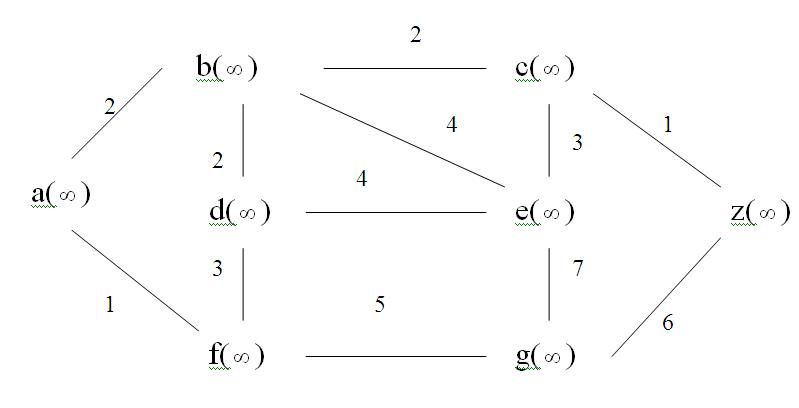 2
b(∞) c(∞)
2 4 3 1
2 4
a(∞) d(∞) e(∞) z(∞)
3 7
1 5 6
f(∞) g(∞)